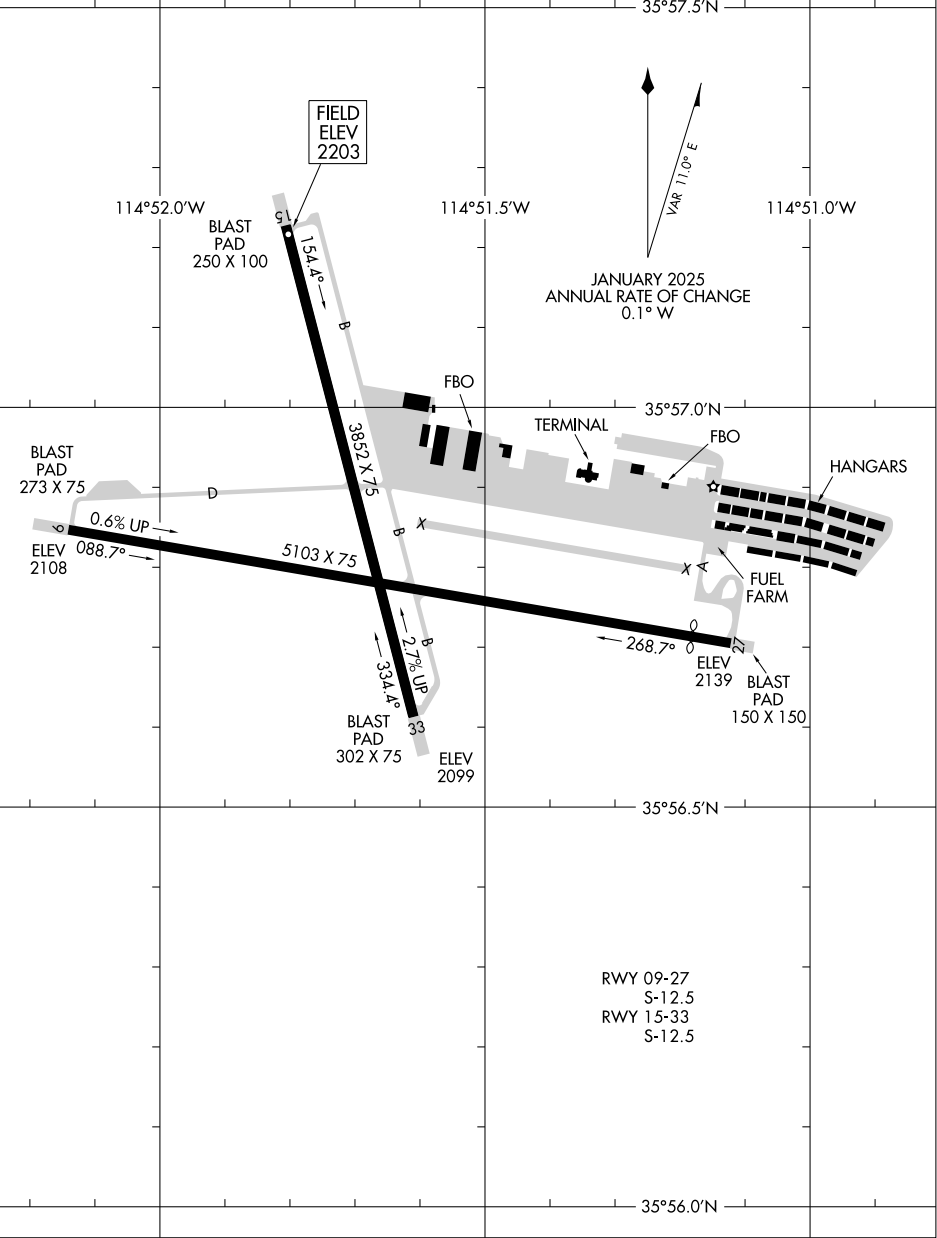 35°57.5'N
FIELD
ELEV
2203
VAR 11.0° E
114°52.0'W
114°51.5'W
114°51.0'W
15
BLAST
PAD
250 X 100
154.4°
JANUARY 2025
ANNUAL RATE OF CHANGE
0.1° W
B
FBO
35°57.0'N
TERMINAL
FBO
3852 X 75
BLAST
PAD
273 X 75
HANGARS
D
9
0.6% UP
088.7°
X
B
ELEV
2108
5103 X 75
X
A
FUEL
FARM
B
268.7°
27
ELEV
2139
2.7% UP
334.4°
BLAST
PAD
150 X 150
33
BLAST
PAD
302 X 75
ELEV
2099
35°56.5'N
RWY 09-27
S-12.5
RWY 15-33
S-12.5
35°56.0'N